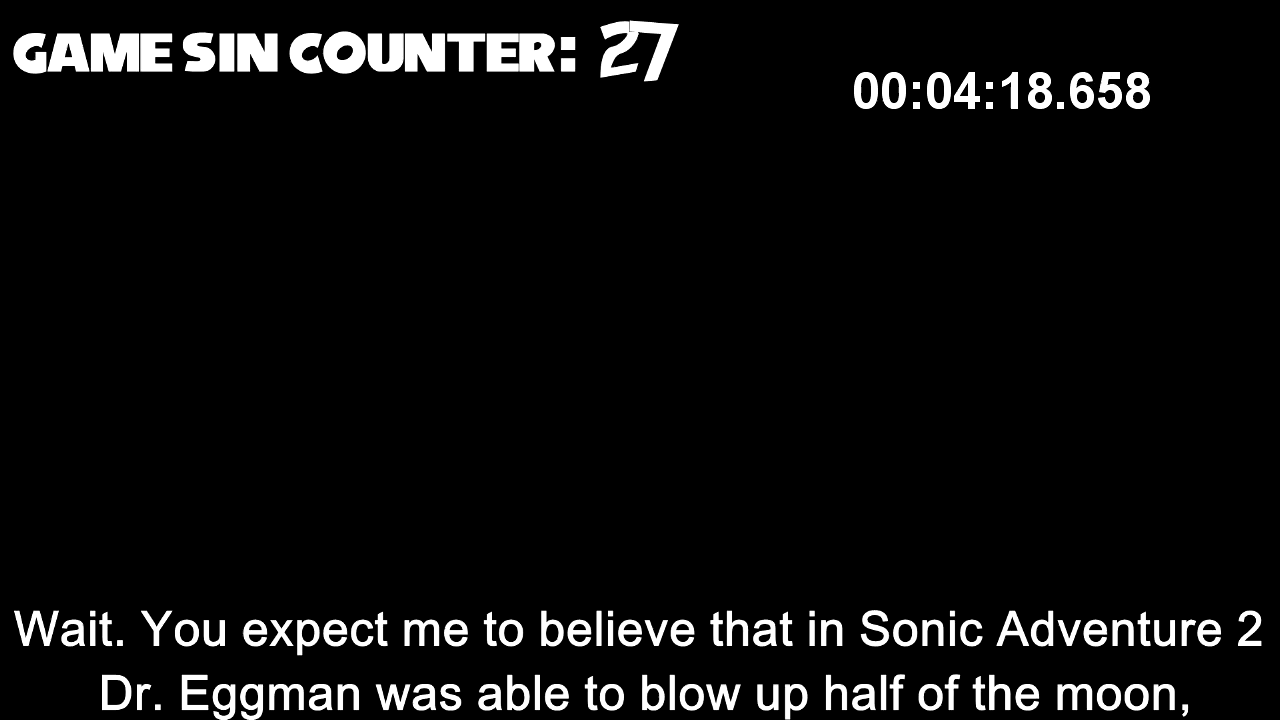 GAME SIN COUNTER: 27
00:04:18.658
Wait. You expect me to believe that in Sonic Adventure 2
Dr. Eggman was able to blow up half of the moon,